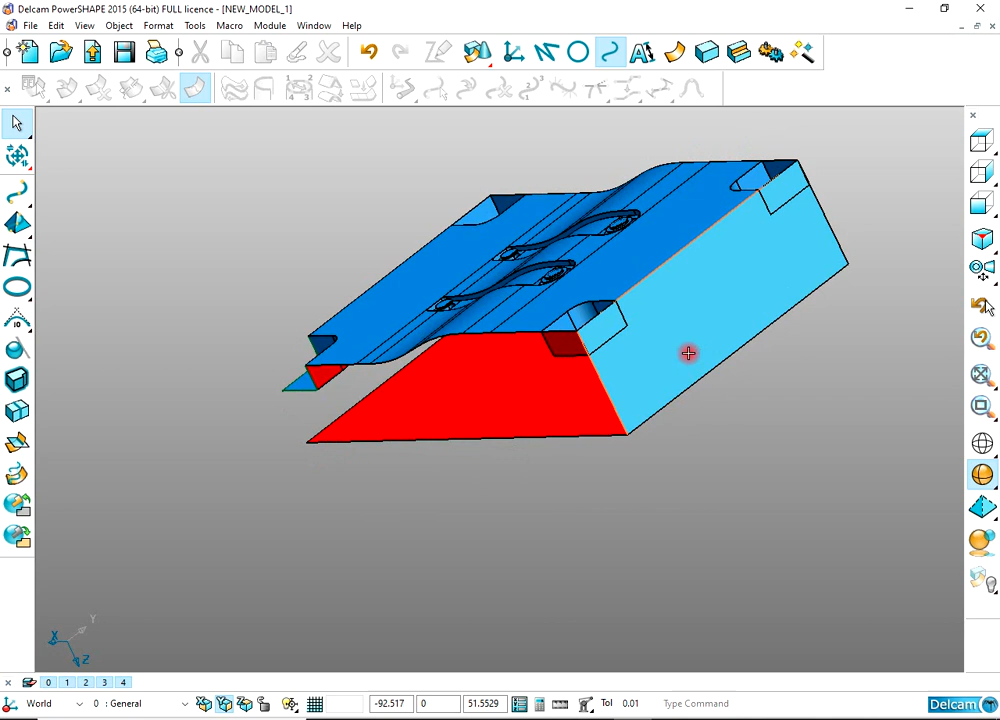 Delcam PowerSHAPE 2015 (64-bit) FULL licence - [NEW_MODEL_1]
File Edit View Object Format Tools Macro Module Window Help
10
Y
X
Z
0 1 2 3 4
World 0 : General -92.517 0 51.5529 Tol 0.01 Type Command Delcam